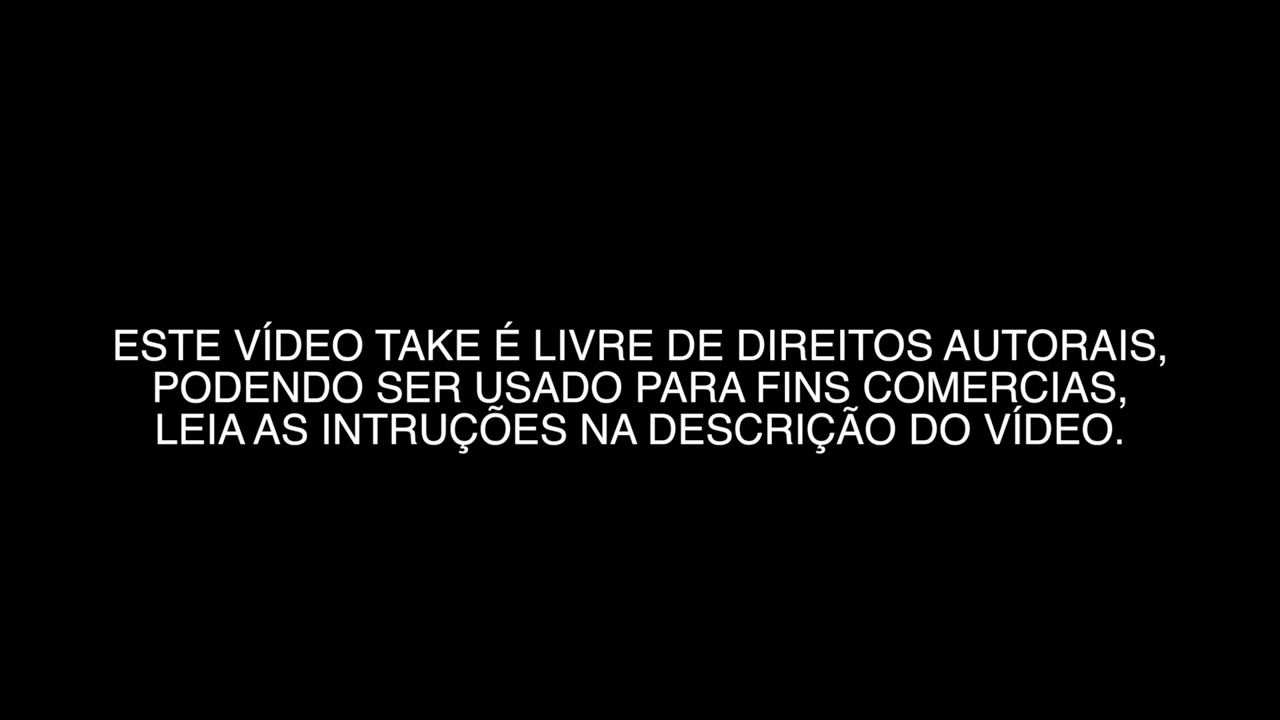 ESTE VÍDEO TAKE É LIVRE DE DIREITOS AUTORAIS,
PODENDO SER USADO PARA FINS COMERCIAS,
LEIA AS INTRUÇÕES NA DESCRIÇÃO DO VÍDEO.